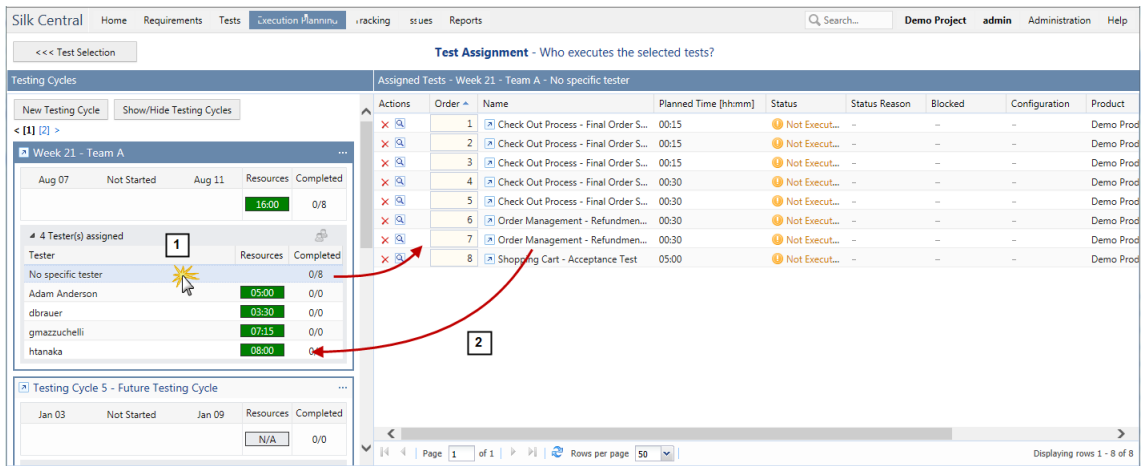 Silk Central Home Requirements Tests Execution Planning racking ssues Reports Search... Demo Project admin Administration Help
<<< Test Selection Test Assignment - Who executes the selected tests?
Testing Cycles Assigned Tests - Week 21 - Team A - No specific tester
New Testing Cycle Show/Hide Testing Cycles
< [1] [2] >
Week 21 - Team A ...
Aug 07 Not Started Aug 11 Resources Completed
16:00 0/8
4 Tester(s) assigned
1
Tester Resources Completed
No specific tester 0/8
Adam Anderson 05:00 0/0
dbrauer 03:30 0/0
gmazzuchelli 07:15 0/0
htanaka 08:00
Testing Cycle 5 - Future Testing Cycle ...
Jan 03 Not Started Jan 09 Resources Completed
N/A 0/0
Actions Order Name Planned Time [hh:mm] Status Status Reason Blocked Configuration Product
1 Check Out Process - Final Order S... 00:15 Not Execut... – – – Demo Prod
2 Check Out Process - Final Order S... 00:15 Not Execut... – – – Demo Prod
3 Check Out Process - Final Order S... 00:15 Not Execut... – – – Demo Prod
4 Check Out Process - Final Order S... 00:30 Not Execut... – – – Demo Prod
5 Check Out Process - Final Order S... 00:30 Not Execut... – – – Demo Prod
6 Order Management - Refundmen... 00:30 Not Execut... – – – Demo Prod
7 Order Management - Refundmen... 00:30 Not Execut... – – – Demo Prod
8 Shopping Cart - Acceptance Test 05:00 Not Execut... – – – Demo Prod
2
Page 1 of 1 Rows per page 50 Displaying rows 1 - 8 of 8